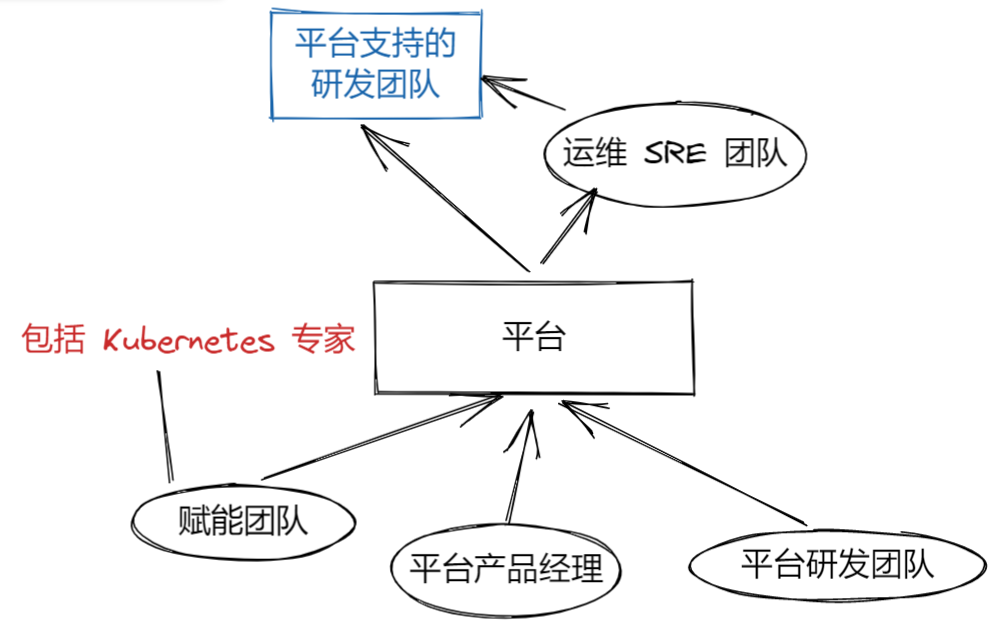 平台支持的
研发团队
运维 SRE 团队
平台
包括 Kubernetes 专家
赋能团队
平台产品经理
平台研发团队